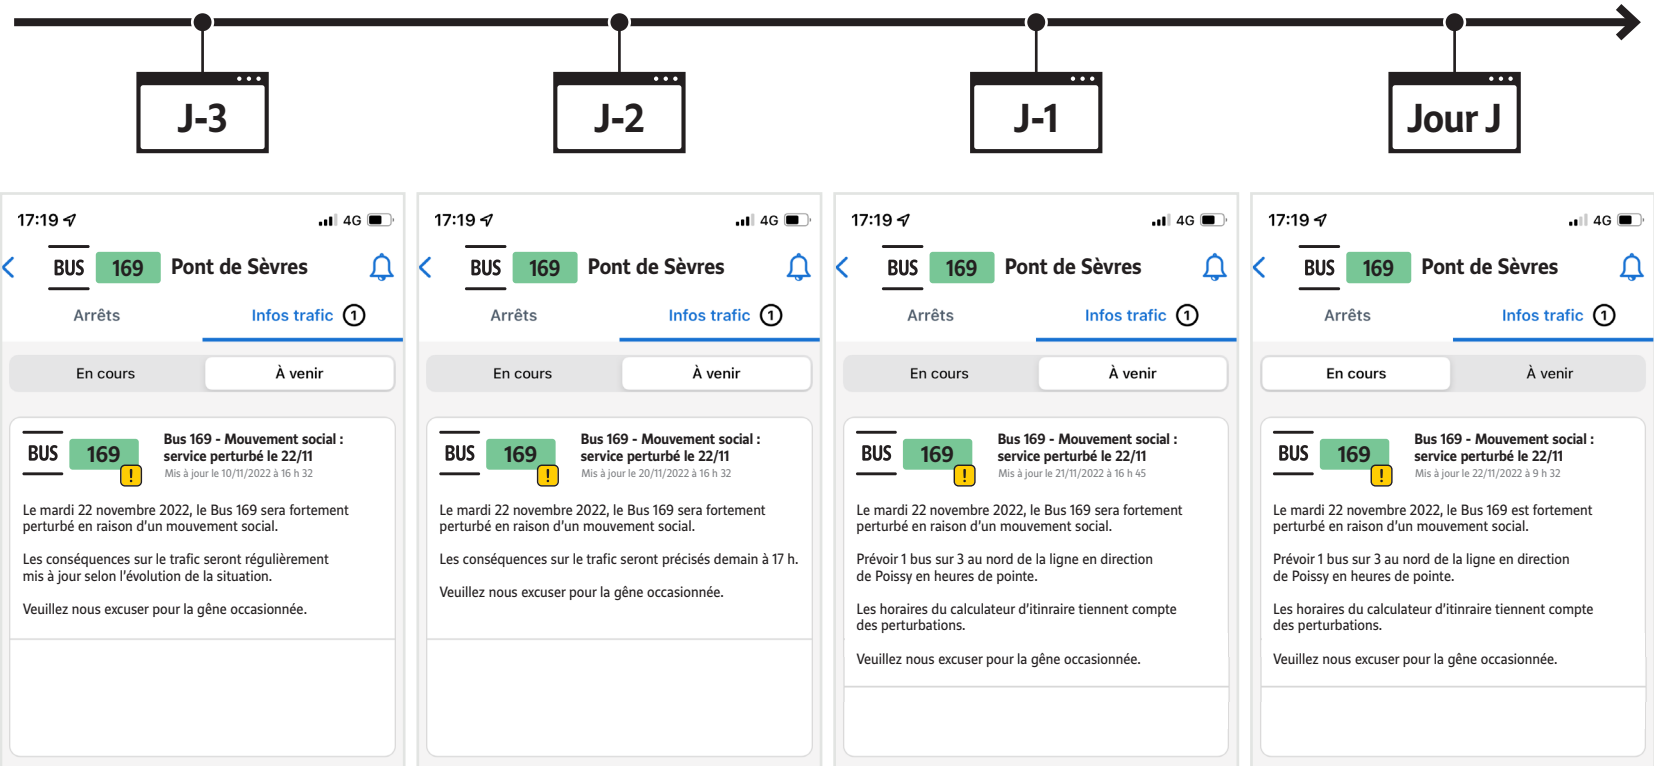 J-3
J-2
J-1
Jour J
17:19
4G
BUS 169 Pont de Sèvres
Arrêts
Infos trafic 1
En cours
À venir
BUS 169 !
Bus 169 - Mouvement social :
service perturbé le 22/11
Mis à jour le 10/11/2022 à 16 h 32
Le mardi 22 novembre 2022, le Bus 169 sera fortement
perturbé en raison d'un mouvement social.
Les conséquences sur le trafic seront régulièrement
mis à jour selon l'évolution de la situation.
Veuillez nous excuser pour la gêne occasionnée.
17:19
4G
BUS 169 Pont de Sèvres
Arrêts
Infos trafic 1
En cours
À venir
BUS 169 !
Bus 169 - Mouvement social :
service perturbé le 22/11
Mis à jour le 20/11/2022 à 16 h 32
Le mardi 22 novembre 2022, le Bus 169 sera fortement
perturbé en raison d'un mouvement social.
Les conséquences sur le trafic seront précisés demain à 17 h.
Veuillez nous excuser pour la gêne occasionnée.
17:19
4G
BUS 169 Pont de Sèvres
Arrêts
Infos trafic 1
En cours
À venir
BUS 169 !
Bus 169 - Mouvement social :
service perturbé le 22/11
Mis à jour le 21/11/2022 à 16 h 45
Le mardi 22 novembre 2022, le Bus 169 sera fortement
perturbé en raison d'un mouvement social.
Prévoir 1 bus sur 3 au nord de la ligne en direction
de Poissy en heures de pointe.
Les horaires du calculateur d'itinraire tiennent compte
des perturbations.
Veuillez nous excuser pour la gêne occasionnée.
17:19
4G
BUS 169 Pont de Sèvres
Arrêts
Infos trafic 1
En cours
À venir
BUS 169 !
Bus 169 - Mouvement social :
service perturbé le 22/11
Mis à jour le 22/11/2022 à 9 h 32
Le mardi 22 novembre 2022, le Bus 169 est fortement
perturbé en raison d'un mouvement social.
Prévoir 1 bus sur 3 au nord de la ligne en direction
de Poissy en heures de pointe.
Les horaires du calculateur d'itinraire tiennent compte
des perturbations.
Veuillez nous excuser pour la gêne occasionnée.